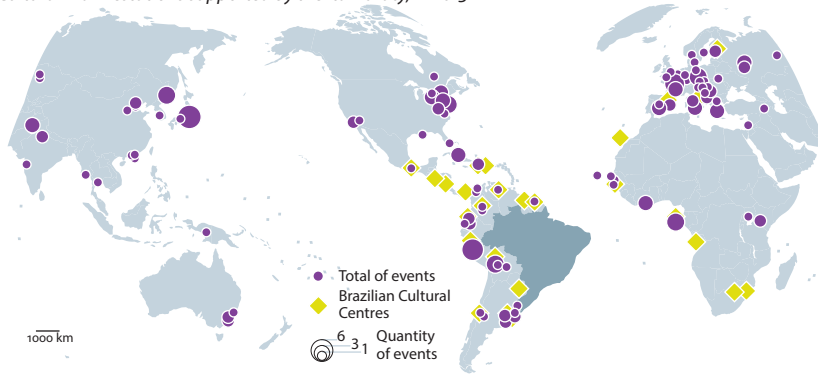 Total of events
Brazilian Cultural
Centres
6
3
1
Quantity
of events
1000 km